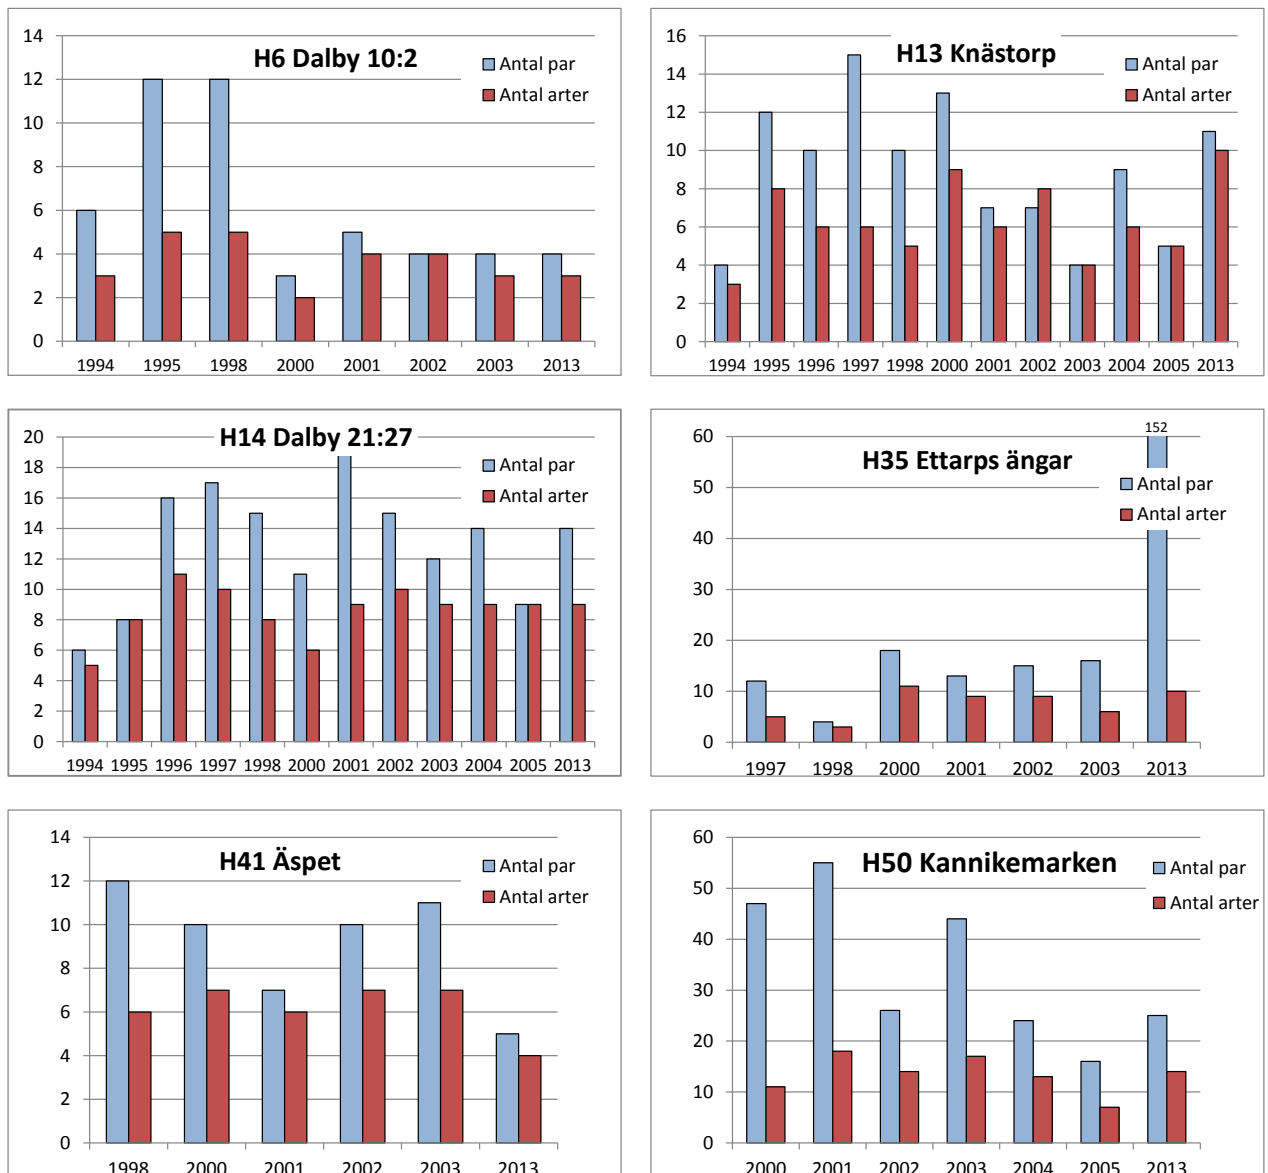 H6 Dalby 10:2
Antal par
Antal arter
14
12
10
8
6
4
2
0
1994 1995 1998 2000 2001 2002 2003 2013
H13 Knästorp
Antal par
Antal arter
16
14
12
10
8
6
4
2
0
1994 1995 1996 1997 1998 2000 2001 2002 2003 2004 2005 2013
H14 Dalby 21:27
Antal par
Antal arter
20
18
16
14
12
10
8
6
4
2
0
1994 1995 1996 1997 1998 2000 2001 2002 2003 2004 2005 2013
152
H35 Ettarps ängar
Antal par
Antal arter
60
50
40
30
20
10
0
1997 1998 2000 2001 2002 2003 2013
H41 Äspet
Antal par
Antal arter
14
12
10
8
6
4
2
0
1998 2000 2001 2002 2003 2013
H50 Kannikemarken
Antal par
Antal arter
60
50
40
30
20
10
0
2000 2001 2002 2003 2004 2005 2013